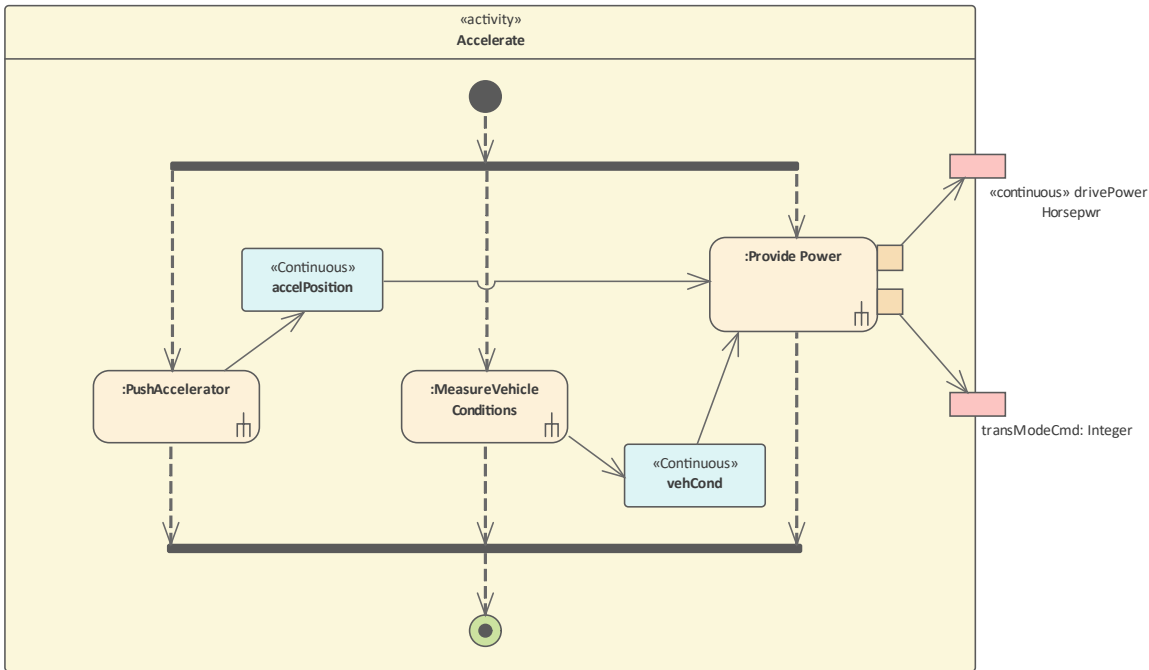 «activity»
Accelerate
«continuous» drivePower
Horsepwr
:Provide Power
«Continuous»
accelPosition
:PushAccelerator
:MeasureVehicle
Conditions
transModeCmd: Integer
«Continuous»
vehCond